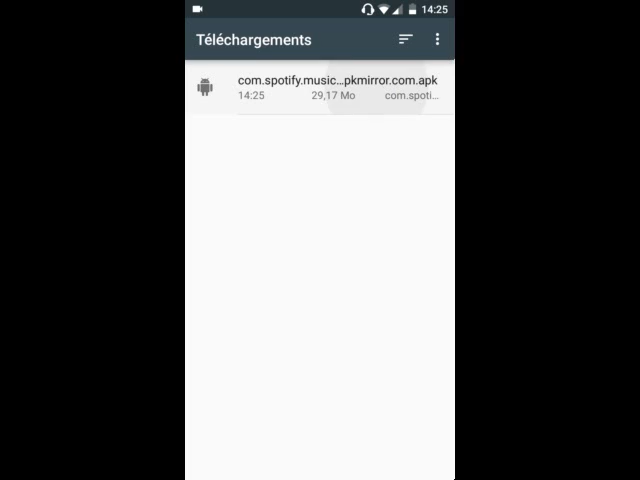 14:25
Téléchargements
com.spotify.music…pkmirror.com.apk
14:25 29,17 Mo com.spoti…